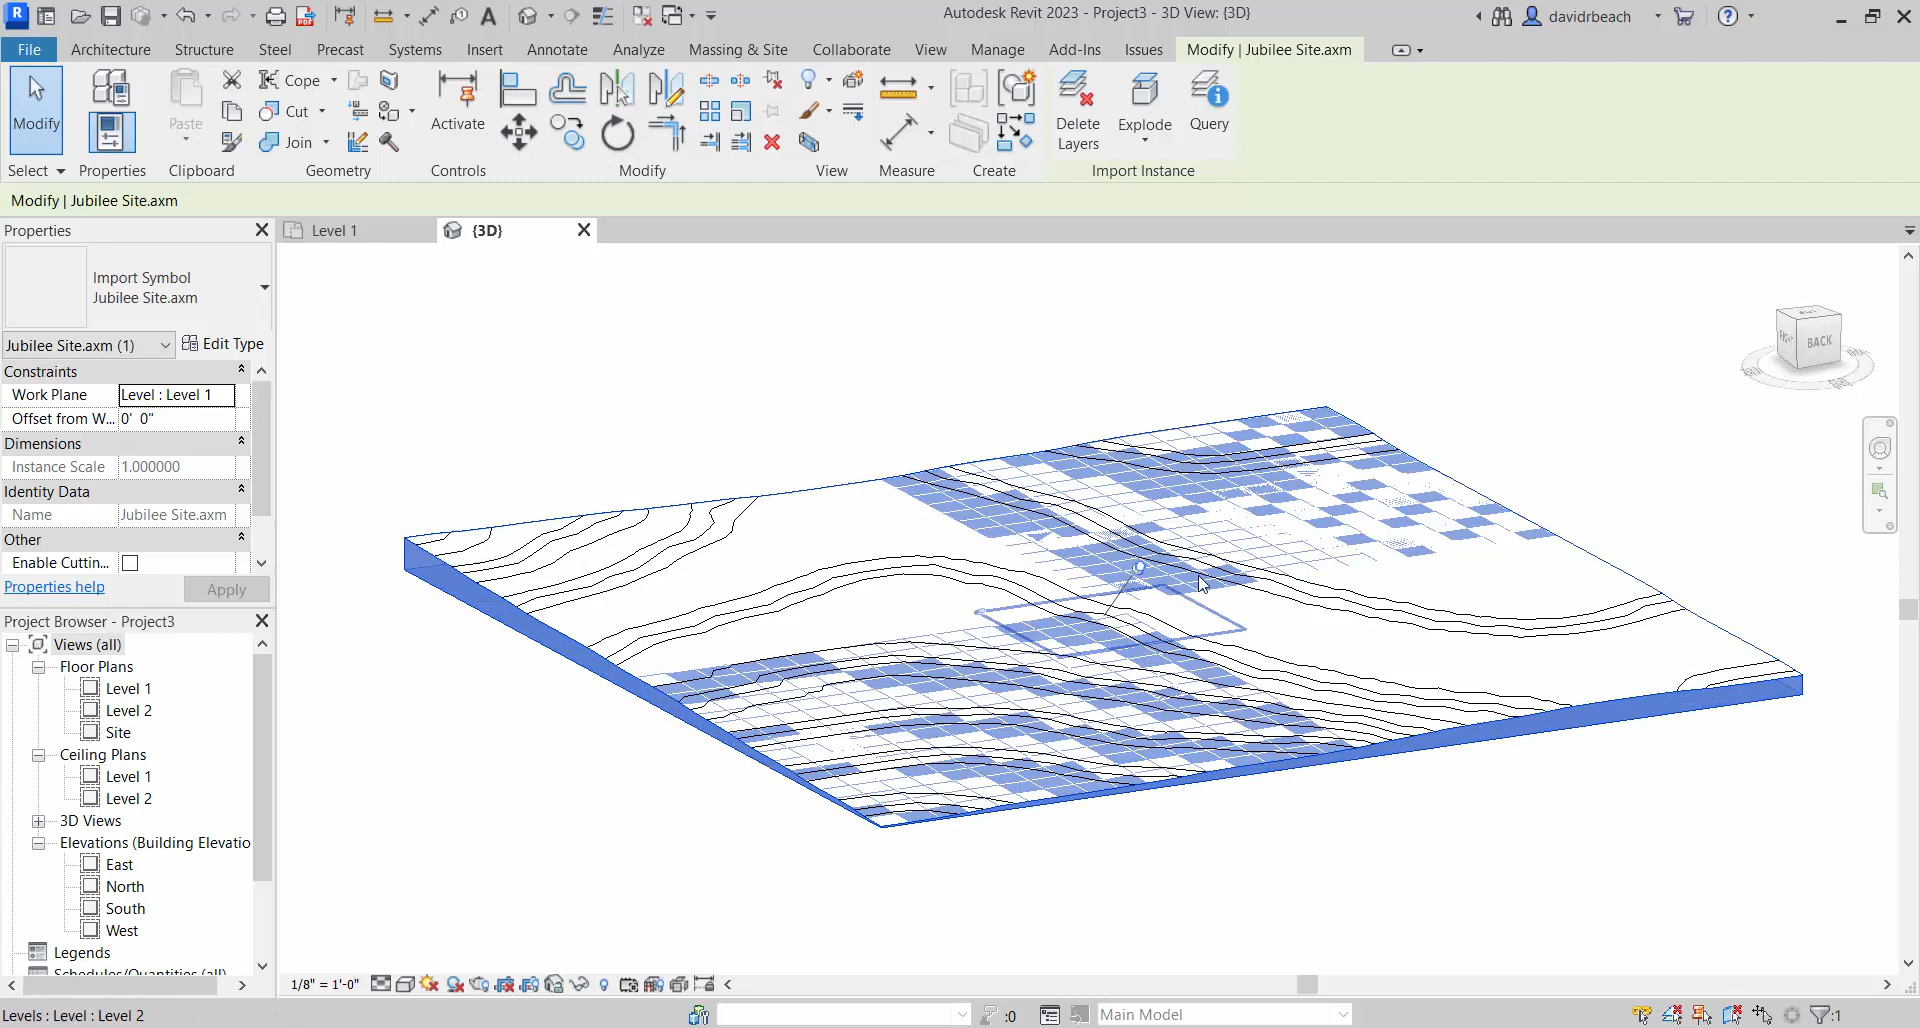 Autodesk Revit 2023 - Project3 - 3D View: {3D}
davidrbeach
File
Architecture
Structure
Steel
Precast
Systems
Insert
Annotate
Analyze
Massing & Site
Collaborate
View
Manage
Add-Ins
Issues
Modify | Jubilee Site.axm
Modify
Paste
Cope
Cut
Join
Activate
Delete
Layers
Explode
Query
Select
Properties
Clipboard
Geometry
Controls
Modify
View
Measure
Create
Import Instance
Modify | Jubilee Site.axm
Properties
Level 1
{3D}
Import Symbol
Jubilee Site.axm
Jubilee Site.axm (1)
Edit Type
Constraints
Work Plane
Level : Level 1
Offset from W...
0' 0"
Dimensions
Instance Scale
1.000000
Identity Data
Name
Jubilee Site.axm
Other
Enable Cuttin...
Properties help
Apply
Project Browser - Project3
Views (all)
Floor Plans
Level 1
Level 2
Site
Ceiling Plans
Level 1
Level 2
3D Views
Elevations (Building Elevatio
East
North
South
West
Legends
Schedules/Quantities (all)
BACK
1/8" = 1'-0"
Levels : Level : Level 2
:0
Main Model
:1